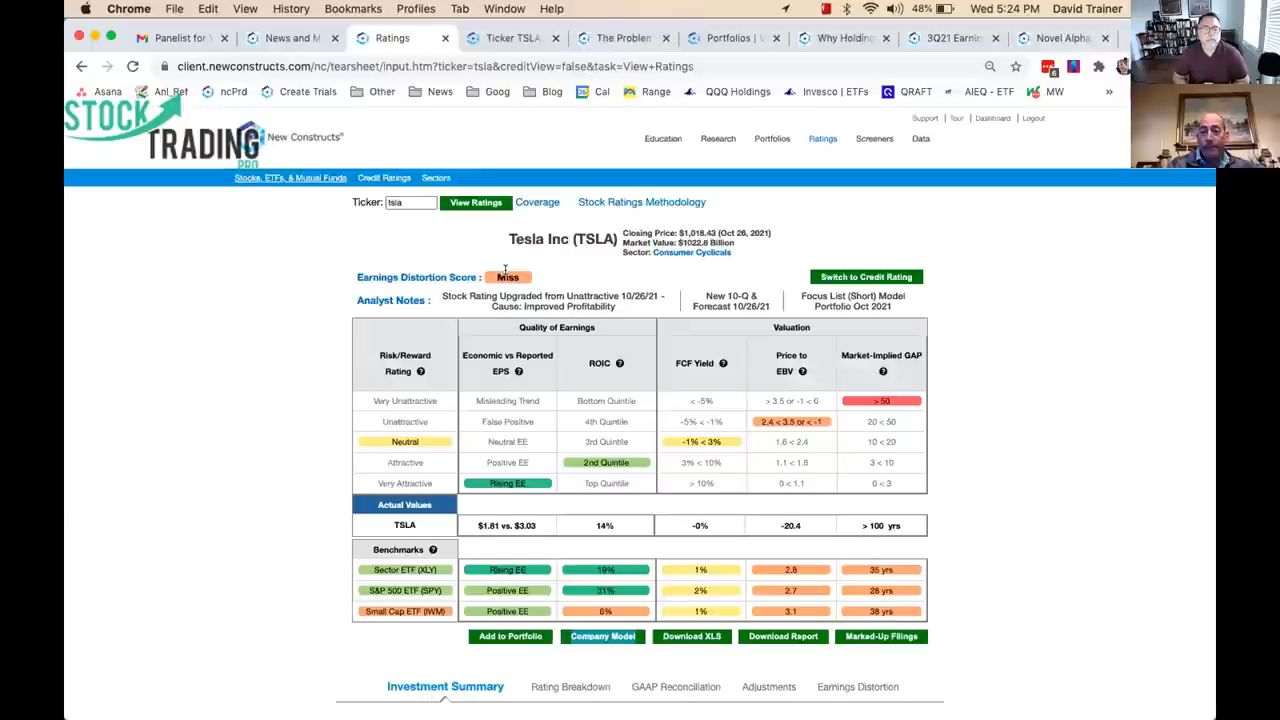 Chrome File Edit View History Bookmarks Profiles Tab Window Help 48% Wed 5:24 PM David Trainer
Panelist for News and M Ratings Ticker: TSLA The Problem Portfolios | Why Holding 3Q21 Earnin Novel Alpha
client.newconstructs.com/nc/tearsheet/input.htm?ticker=tsla&creditView=false&task=View+Ratings
6
Asana Anl_Ref ncPrd Create Trials Other News Goog Blog Cal Range QQQ Holdings Invesco | ETFs QRAFT AIEQ - ETF MW »
STOCK
TRADING
PRO
New Constructs®
Support | Tour | Dashboard | Logout
Education Research Portfolios Ratings Screeners Data
Stocks, ETFs, & Mutual Funds Credit Ratings Sectors
Ticker: tsla View Ratings Coverage Stock Ratings Methodology
Tesla Inc (TSLA)
Closing Price: $1,018.43 (Oct 26, 2021)
Market Value: $1022.8 Billion
Sector: Consumer Cyclicals
Earnings Distortion Score : Miss Switch to Credit Rating
Analyst Notes :
Stock Rating Upgraded from Unattractive 10/26/21 -
Cause: Improved Profitability
New 10-Q &
Forecast 10/26/21
Focus List (Short) Model
Portfolio Oct 2021
Quality of Earnings Valuation
Risk/Reward
Rating
Economic vs Reported
EPS
ROIC
FCF Yield
Price to
EBV
Market-Implied GAP
Very Unattractive Misleading Trend Bottom Quintile < -5% > 3.5 or -1 < 0 > 50
Unattractive False Positive 4th Quintile -5% < -1% 2.4 < 3.5 or < -1 20 < 50
Neutral Neutral EE 3rd Quintile -1% < 3% 1.6 < 2.4 10 < 20
Attractive Positive EE 2nd Quintile 3% < 10% 1.1 < 1.6 3 < 10
Very Attractive Rising EE Top Quintile > 10% 0 < 1.1 0 < 3
Actual Values
TSLA $1.81 vs. $3.03 14% -0% -20.4 > 100 yrs
Benchmarks
Sector ETF (XLY) Rising EE 19% 1% 2.8 35 yrs
S&P 500 ETF (SPY) Positive EE 31% 2% 2.7 28 yrs
Small Cap ETF (IWM) Positive EE 6% 1% 3.1 38 yrs
Add to Portfolio Company Model Download XLS Download Report Marked-Up Filings
Investment Summary Rating Breakdown GAAP Reconciliation Adjustments Earnings Distortion